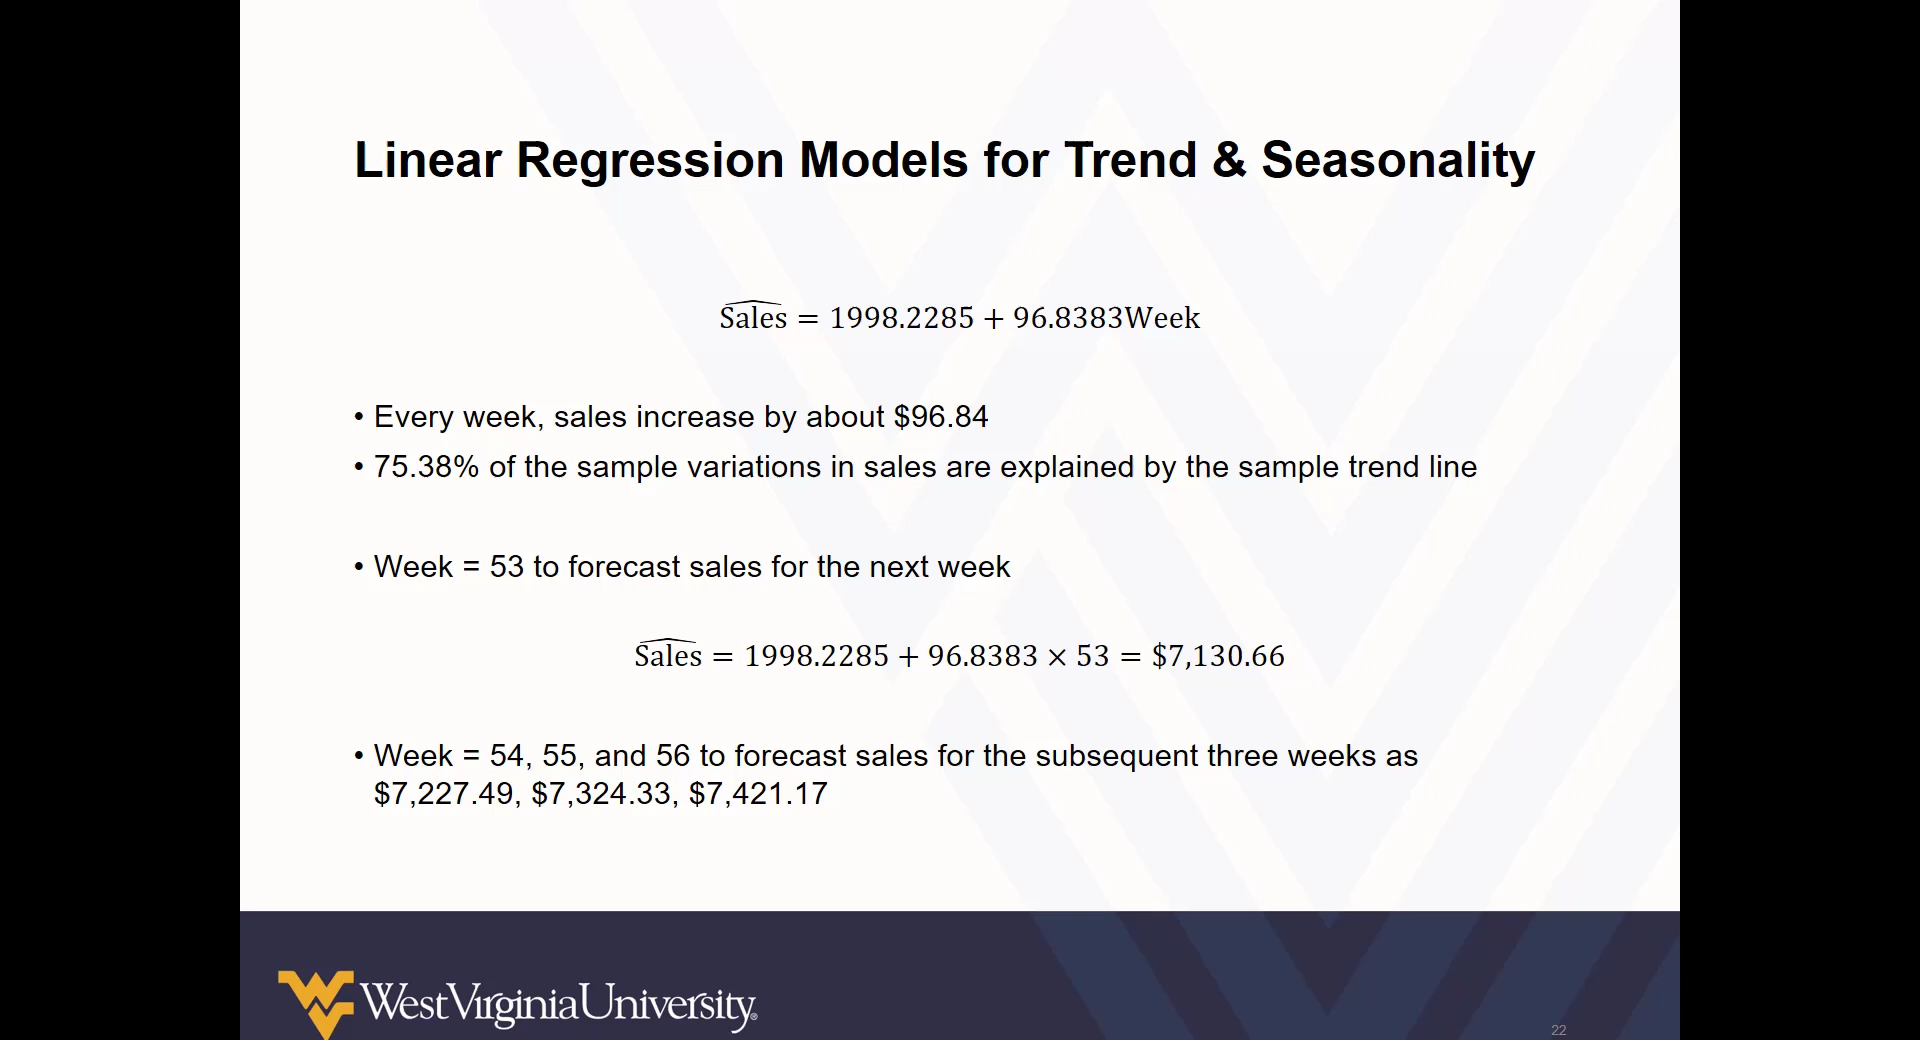 Linear Regression Models for Trend & Seasonality
Sales = 1998.2285 + 96.8383Week
• Every week, sales increase by about $96.84
• 75.38% of the sample variations in sales are explained by the sample trend line
• Week = 53 to forecast sales for the next week
Sales = 1998.2285 + 96.8383 × 53 = $7,130.66
• Week = 54, 55, and 56 to forecast sales for the subsequent three weeks as
$7,227.49, $7,324.33, $7,421.17
WestVirginiaUniversity®
22